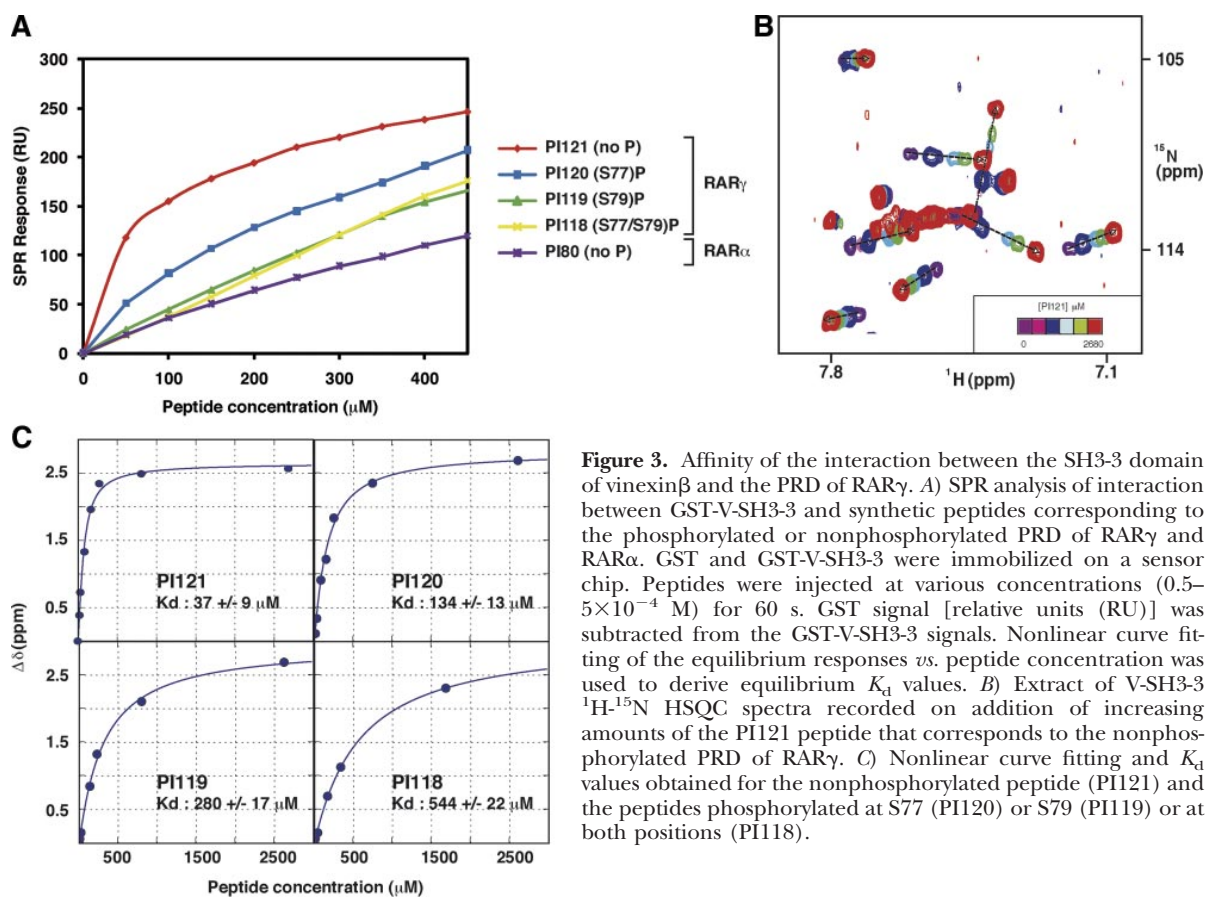 A
300
250
200
150
100
50
0
SPR Response (RU)
0
100
200
300
400
Peptide concentration (μM)
PI121 (no P)
PI120 (S77)P
PI119 (S79)P
PI118 (S77/S79)P
PI80 (no P)
RARγ
RARα
B
105
15N
(ppm)
114
[PI121] μM
0
2680
7.8
1H (ppm)
7.1
C
2.5
1.5
0.5
2.5
1.5
0.5
Δδ(ppm)
PI121
Kd : 37 +/- 9 μM
PI120
Kd : 134 +/- 13 μM
PI119
Kd : 280 +/- 17 μM
PI118
Kd : 544 +/- 22 μM
500
1500
2500
500
1500
2500
Peptide concentration (μM)
Figure 3. Affinity of the interaction between the SH3-3 domain
of vinexinβ and the PRD of RARγ. A) SPR analysis of interaction
between GST-V-SH3-3 and synthetic peptides corresponding to
the phosphorylated or nonphosphorylated PRD of RARγ and
RARα. GST and GST-V-SH3-3 were immobilized on a sensor
chip. Peptides were injected at various concentrations (0.5–
5×10⁻⁴ M) for 60 s. GST signal [relative units (RU)] was
subtracted from the GST-V-SH3-3 signals. Nonlinear curve fit-
ting of the equilibrium responses vs. peptide concentration was
used to derive equilibrium Kd values. B) Extract of V-SH3-3
¹H-¹⁵N HSQC spectra recorded on addition of increasing
amounts of the PI121 peptide that corresponds to the nonphos-
phorylated PRD of RARγ. C) Nonlinear curve fitting and Kd
values obtained for the nonphosphorylated peptide (PI121) and
the peptides phosphorylated at S77 (PI120) or S79 (PI119) or at
both positions (PI118).